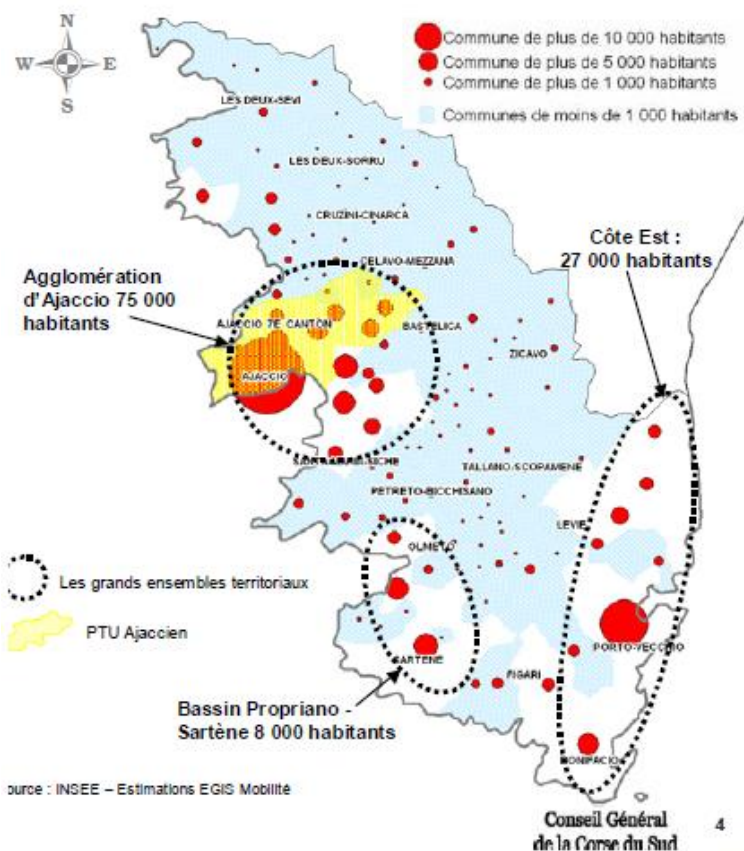 N
W E
S
Commune de plus de 10 000 habitants
Commune de plus de 5 000 habitants
Commune de plus de 1 000 habitants
Communes de moins de 1 000 habitants
LES DEUX-SEVI
LES DEUX-SORRU
CRUZINI-CINARCA
CELAVO-MEZZANA
Côte Est :
27 000 habitants
Agglomération
d'Ajaccio 75 000
habitants
AJACCIO 7E CANTON
BASTELICA
ZICAVO
AJACCIO
TALLANO-SCOPAMENE
PETRETO-BICCHISANO
LEVIE
OLMETO
Les grands ensembles territoriaux
PTU Ajaccien
PORTO-VECCHIO
SARTENE
FIGARI
Bassin Propriano -
Sartène 8 000 habitants
BONIFACIO
ource : INSEE – Estimations EGIS Mobilité
Conseil Général
de la Corse du Sud
4